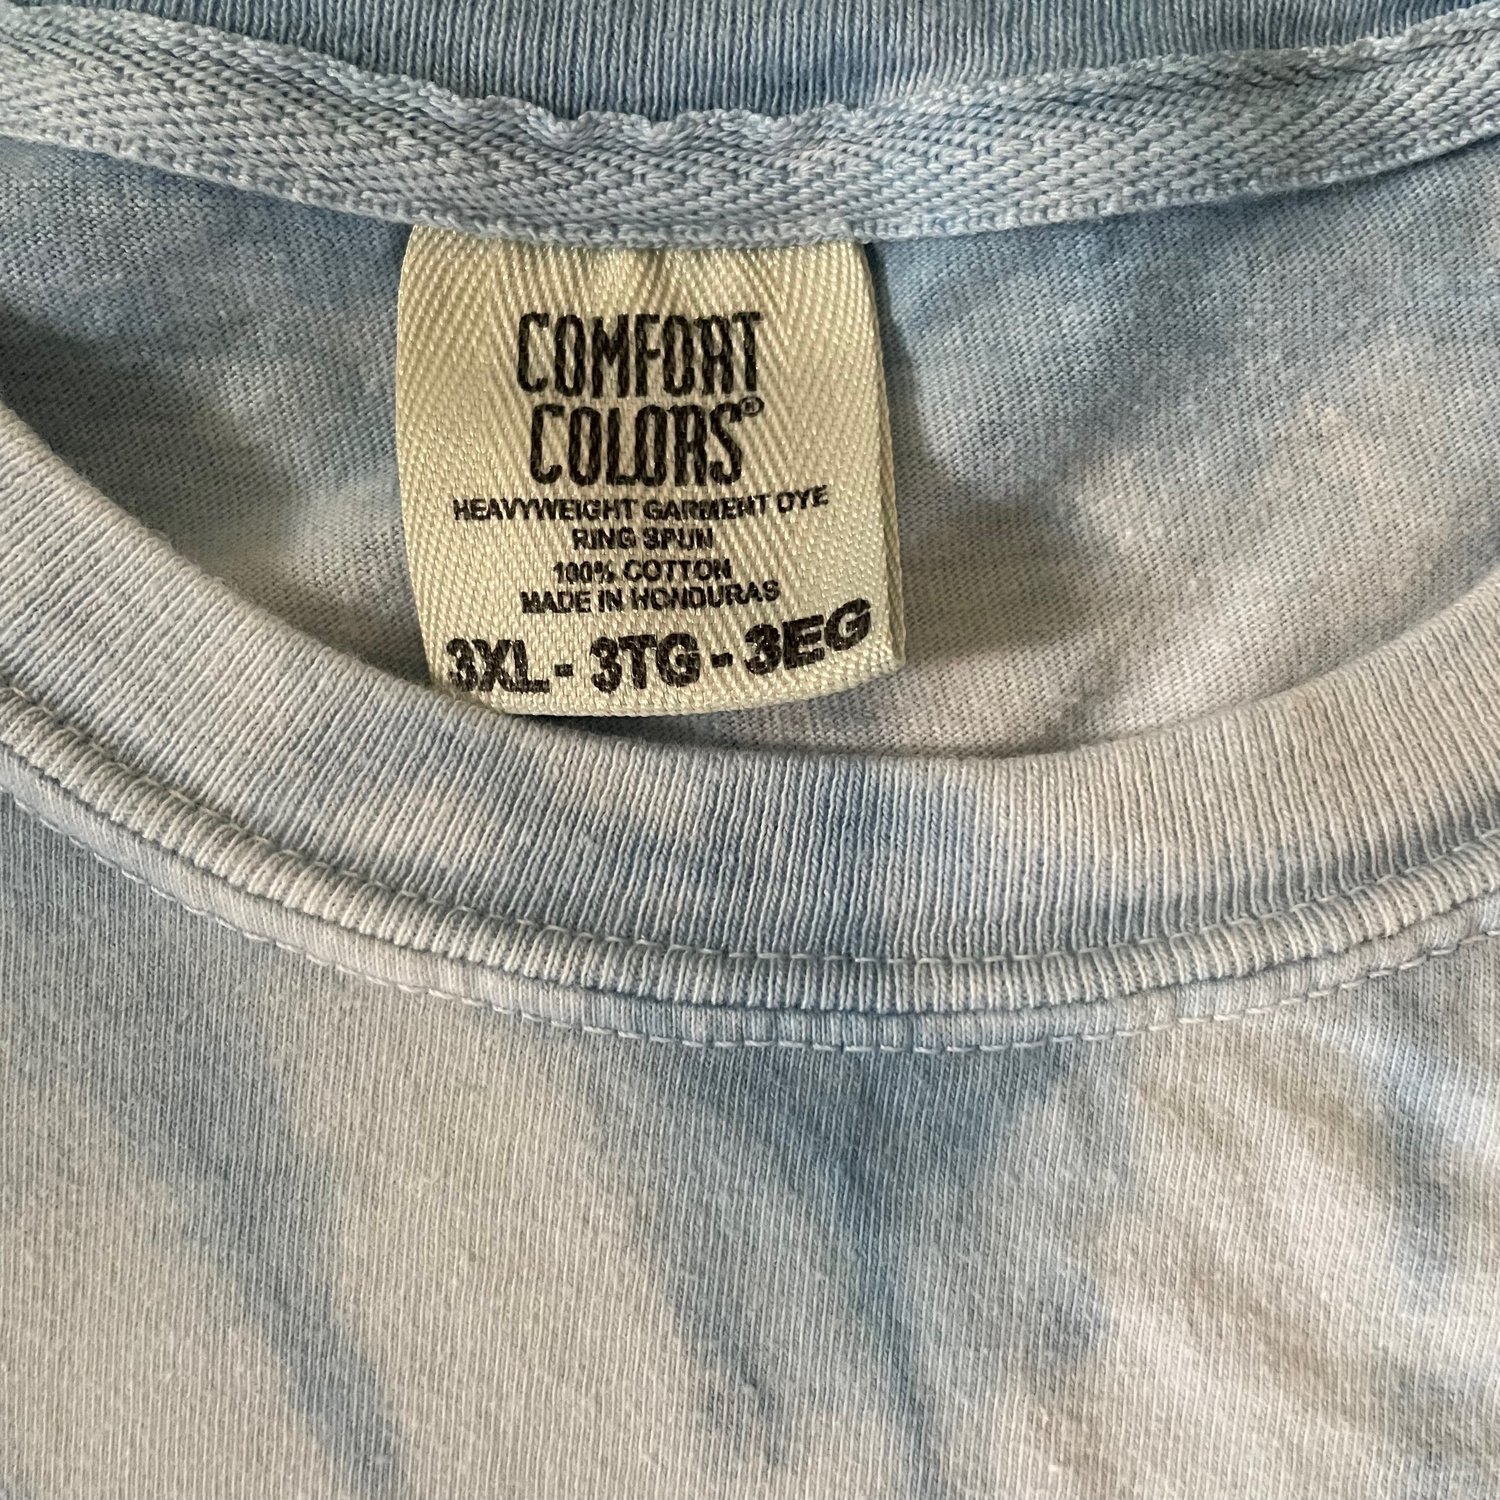 COMFORT
COLORS®
HEAVYWEIGHT GARMENT DYE
RING SPUN
100% COTTON
MADE IN HONDURAS
3XL - 3TG - 3EG